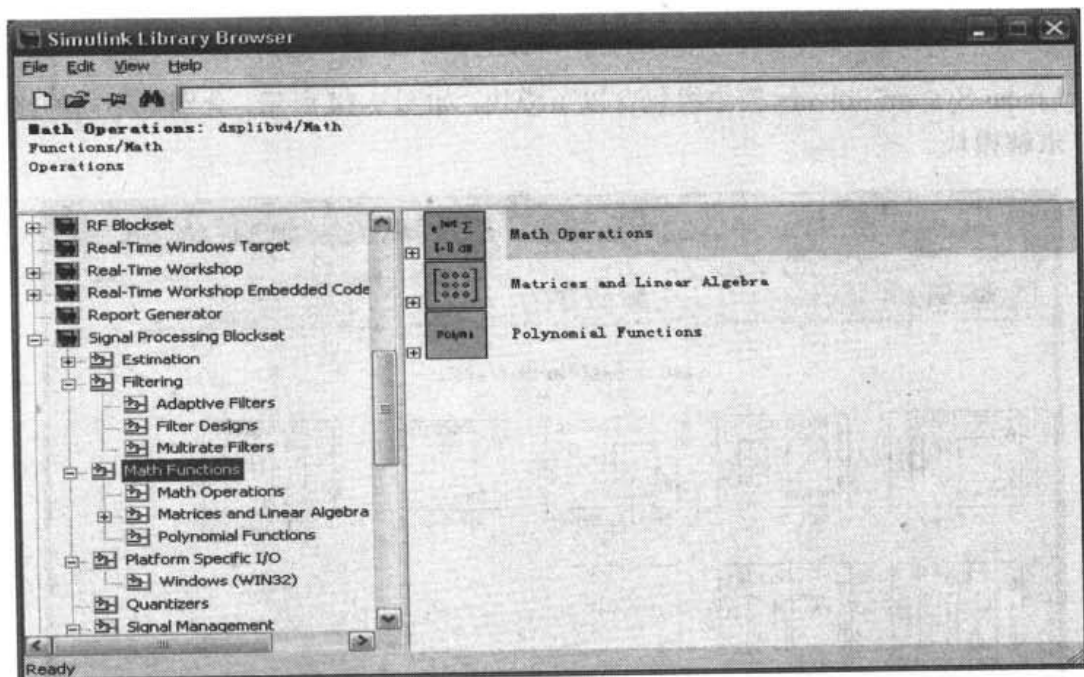 Simulink Library Browser
File Edit View Help
Math Operations: dsplibv4/Math
Functions/Math
Operations
RF Blockset
Real-Time Windows Target
Real-Time Workshop
Real-Time Workshop Embedded Code
Report Generator
Signal Processing Blockset
Estimation
Filtering
Adaptive Filters
Filter Designs
Multirate Filters
Math Functions
Math Operations
Matrices and Linear Algebra
Polynomial Functions
Platform Specific I/O
Windows (WIN32)
Quantizers
Signal Management
Math Operations
Matrices and Linear Algebra
Polynomial Functions
Ready